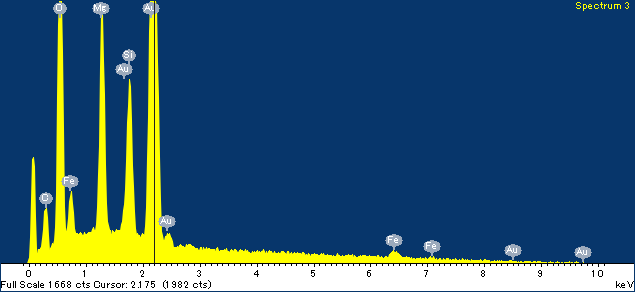 Spectrum 3
O Mg Au
Si
Au
Fe
C
Au
Fe Fe Au Au
0 1 2 3 4 5 6 7 8 9 10
Full Scale 1668 cts Cursor: 2.175 (1982 cts) keV